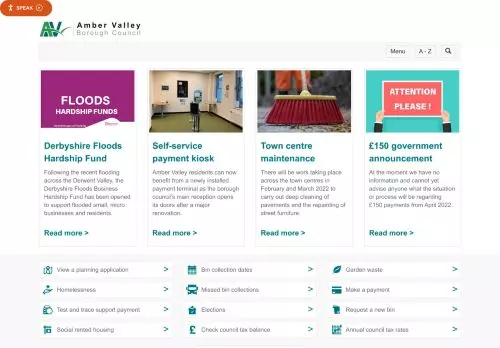 SPEAK
AV
Amber Valley
Borough Council
Menu
A - Z
FLOODS
HARDSHIP FUNDS
ATTENTION
PLEASE !
Derbyshire Floods
Hardship Fund
Following the recent flooding
across the Derwent Valley, the
Derbyshire Floods Business
Hardship Fund has been opened
to support flooded small, micro
businesses and residents.
Read more >
Self-service
payment kiosk
Amber Valley residents can now
benefit from a newly installed
payment terminal as the borough
council's main reception opens
its doors after a major
renovation.
Read more >
Town centre
maintenance
There will be work taking place
across the town centres in
February and March 2022 to
carry out deep cleaning of
pavements and the repainting of
street furniture.
Read more >
£150 government
announcement
At the moment we have no
information and cannot yet
advise anyone what the situation
or process will be regarding
£150 payments from April 2022.
Read more >
View a planning application >
Bin collection dates >
Garden waste >
Homelessness >
Missed bin collections >
Make a payment >
Test and trace support payment >
Elections >
Request a new bin >
Social rented housing >
Check council tax balance >
Annual council tax rates >